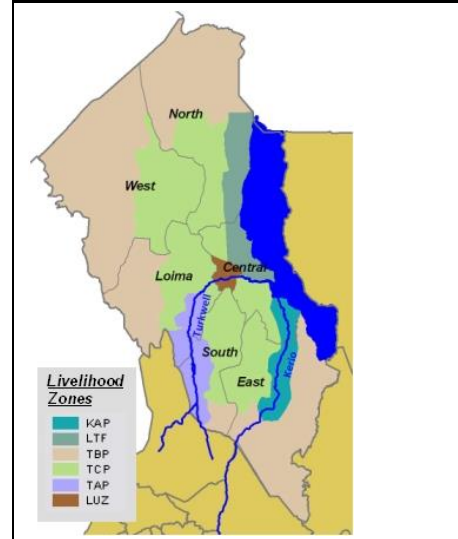 North
West
Loima
Central
Turkwell
South
East
Kerio
Livelihood
Zones
KAP
LTF
TBP
TCP
TAP
LUZ